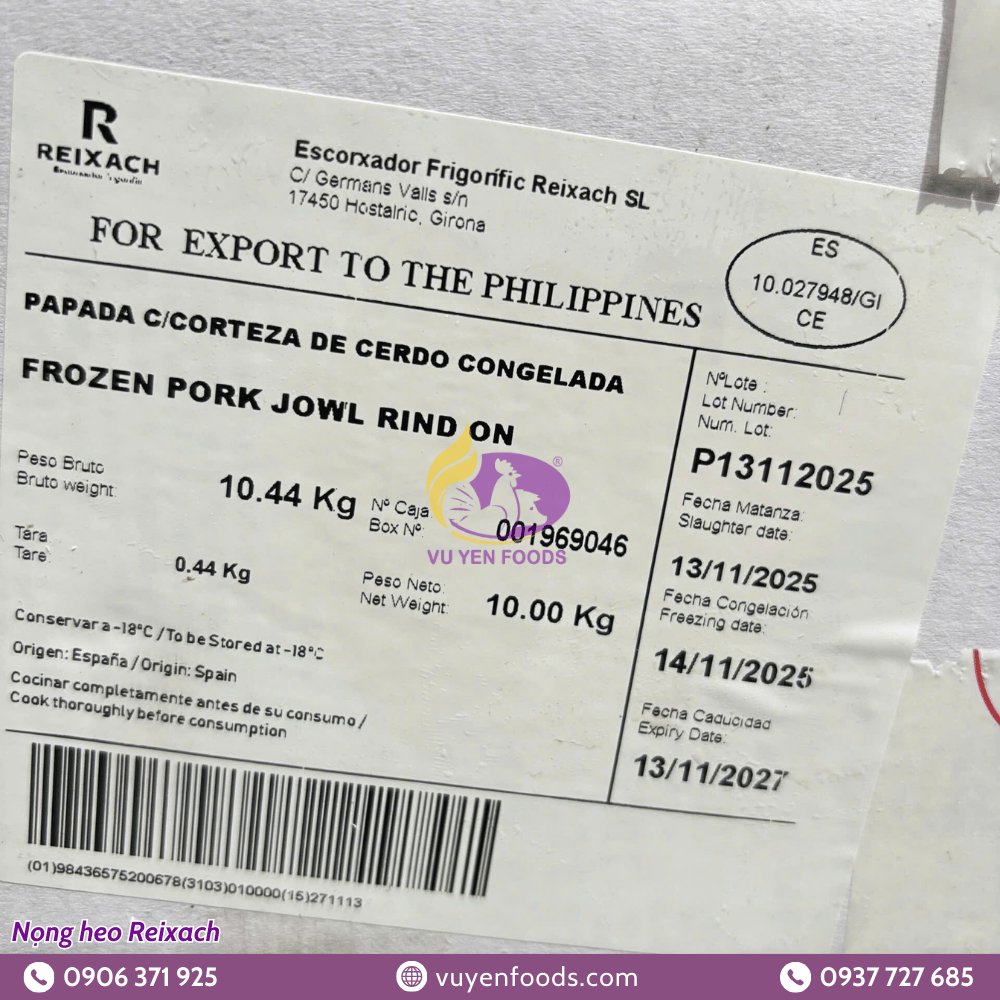 R
REIXACH
Escorxador Frigorífic Reixach SL
C/ Germans Valls s/n
17450 Hostalric, Girona
FOR EXPORT TO THE PHILIPPINES
ES
10.027948/GI
CE
PAPADA C/CORTEZA DE CERDO CONGELADA
FROZEN PORK JOWL RIND ON
Peso Bruto
Bruto weight:
10.44 Kg
Nº Caja
Box Nº:
001969046
Tára
Tare:
0.44 Kg
Peso Neto:
Net Weight:
10.00 Kg
Conservar a -18°C / To be Stored at -18°C
Origen: España / Origin: Spain
Cocinar completamente antes de su consumo /
Cook thoroughly before consumption
NºLote :
Lot Number:
Num. Lot:
P13112025
Fecha Matanza:
Slaughter date:
13/11/2025
Fecha Congelación
Freezing date:
14/11/2025
Fecha Caducidad
Expiry Date:
13/11/2027
(01)98436575200678(3103)010000(15)271113
®
VU YEN FOODS
Nọng heo Reixach
0906 371 925
vuyenfoods.com
0937 727 685